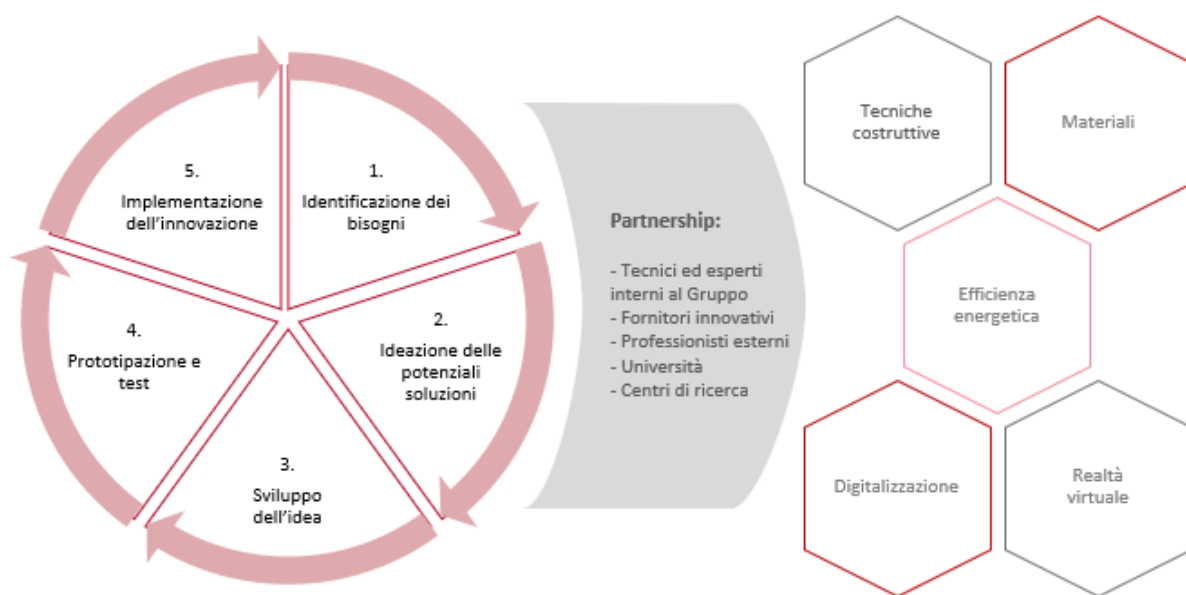 1.
Identificazione dei
bisogni
2.
Ideazione delle
potenziali
soluzioni
3.
Sviluppo
dell'idea
4.
Prototipazione e
test
5.
Implementazione
dell'innovazione
Partnership:
- Tecnici ed esperti
interni al Gruppo
- Fornitori innovativi
- Professionisti esterni
- Università
- Centri di ricerca
Tecniche
costruttive
Materiali
Efficienza
energetica
Digitalizzazione
Realtà
virtuale